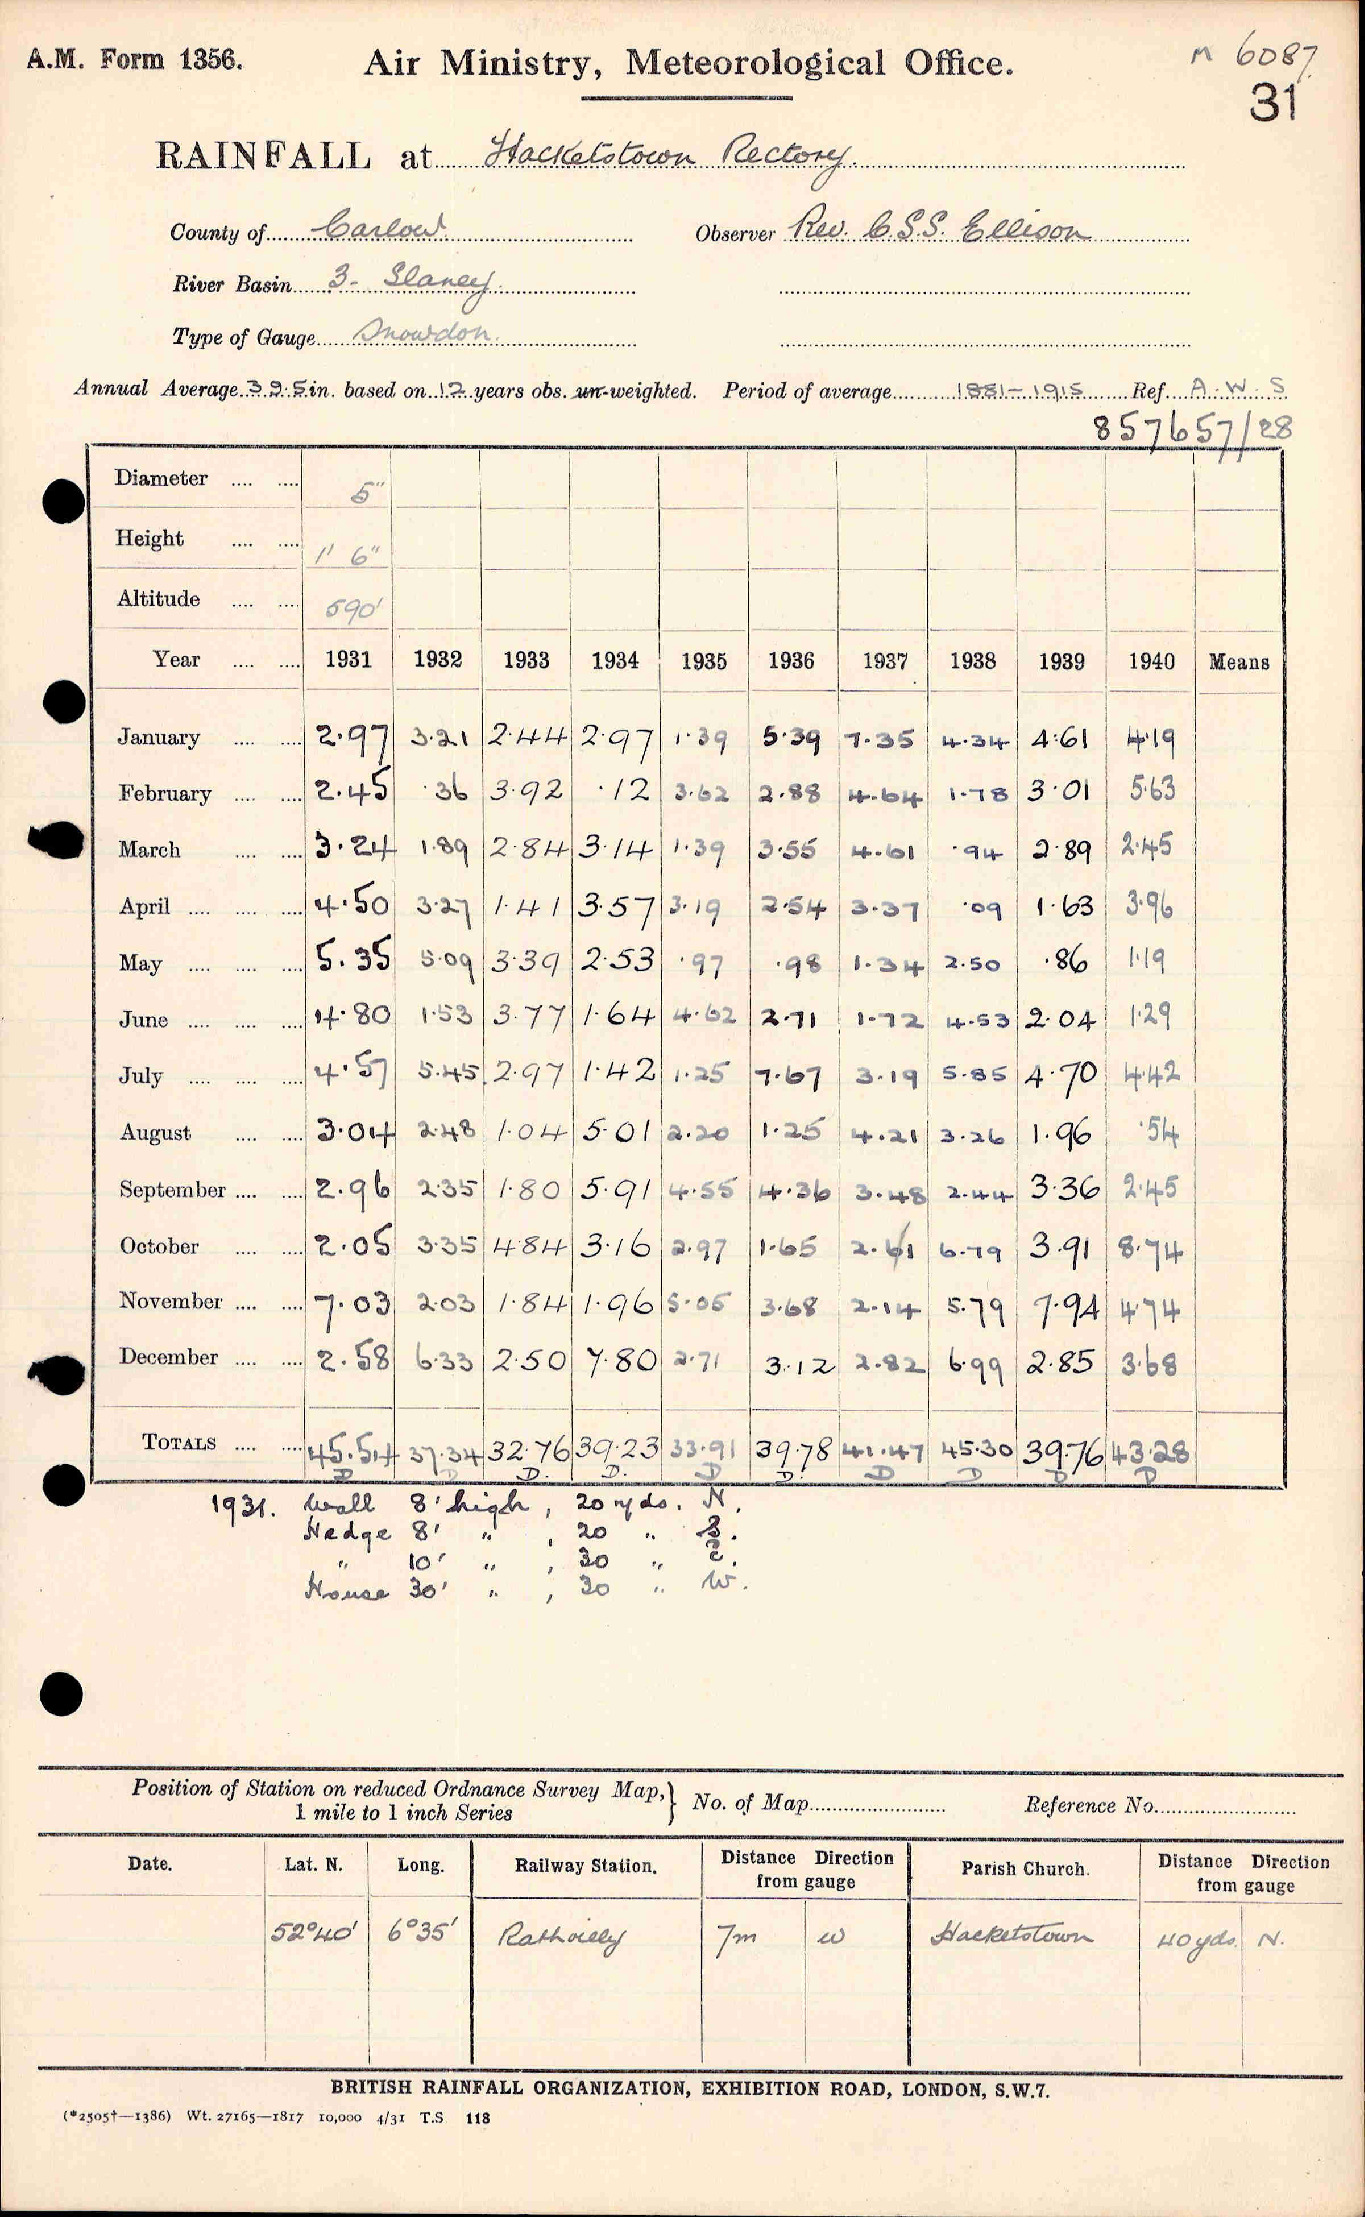 A.M. Form 1356.
Air Ministry, Meteorological Office.
M 6087
31
RAINFALL at Hacketstown Rectory.
County of Carlow Observer Rev. C.S.S. Ellison
River Basin 3 - Slaney
Type of Gauge Snowdon.
Annual Average 39.5 in. based on 12 years obs. un-weighted. Period of average 1881-1915 Ref. A.W.S
857657/28
Diameter 5"
Height 1' 6"
Altitude 590'
Year 1931 1932 1933 1934 1935 1936 1937 1938 1939 1940 Means
January 2.97 3.21 2.44 2.97 1.39 5.39 7.35 4.34 4.61 4.19
February 2.45 .36 3.92 .12 3.62 2.88 4.64 1.78 3.01 5.63
March 3.24 1.89 2.84 3.14 1.39 3.55 4.61 .94 2.89 2.45
April 4.50 3.27 1.41 3.57 3.19 2.54 3.37 .09 1.63 3.96
May 5.35 5.09 3.39 2.53 .97 .98 1.34 2.50 .86 1.19
June 4.80 1.53 3.77 1.64 4.62 2.71 1.72 4.53 2.04 1.29
July 4.57 5.45 2.97 1.42 1.25 7.67 3.19 5.85 4.70 4.42
August 3.04 2.48 1.04 5.01 2.20 1.25 4.21 3.26 1.96 .54
September 2.96 2.35 1.80 5.91 4.55 4.36 3.48 2.44 3.36 2.45
October 2.05 3.35 4.84 3.16 2.97 1.65 2.61 6.79 3.91 8.74
November 7.03 2.03 1.84 1.96 5.05 3.68 2.14 5.79 7.94 4.74
December 2.58 6.33 2.50 7.80 2.71 3.12 2.82 6.99 2.85 3.68
TOTALS 45.54 37.34 32.76 39.23 33.91 39.78 41.47 45.30 39.76 43.28
D D D. D. D D. D D D D
1931. Wall 8' high, 20 yds. N.
Hedge 8' " , 20 " S.
" 10' " , 30 " E.
House 30' " , 30 " W.
Position of Station on reduced Ordnance Survey Map, } No. of Map Reference No.
1 mile to 1 inch Series
Date. Lat. N. Long. Railway Station. Distance Direction from gauge Parish Church. Distance Direction from gauge
52°40' 6°35' Rathvilly 7m W Hacketstown 40 yds. N.
BRITISH RAINFALL ORGANIZATION, EXHIBITION ROAD, LONDON, S.W.7.
(*2505†—1386) Wt. 27165—1817 10,000 4/31 T.S 118